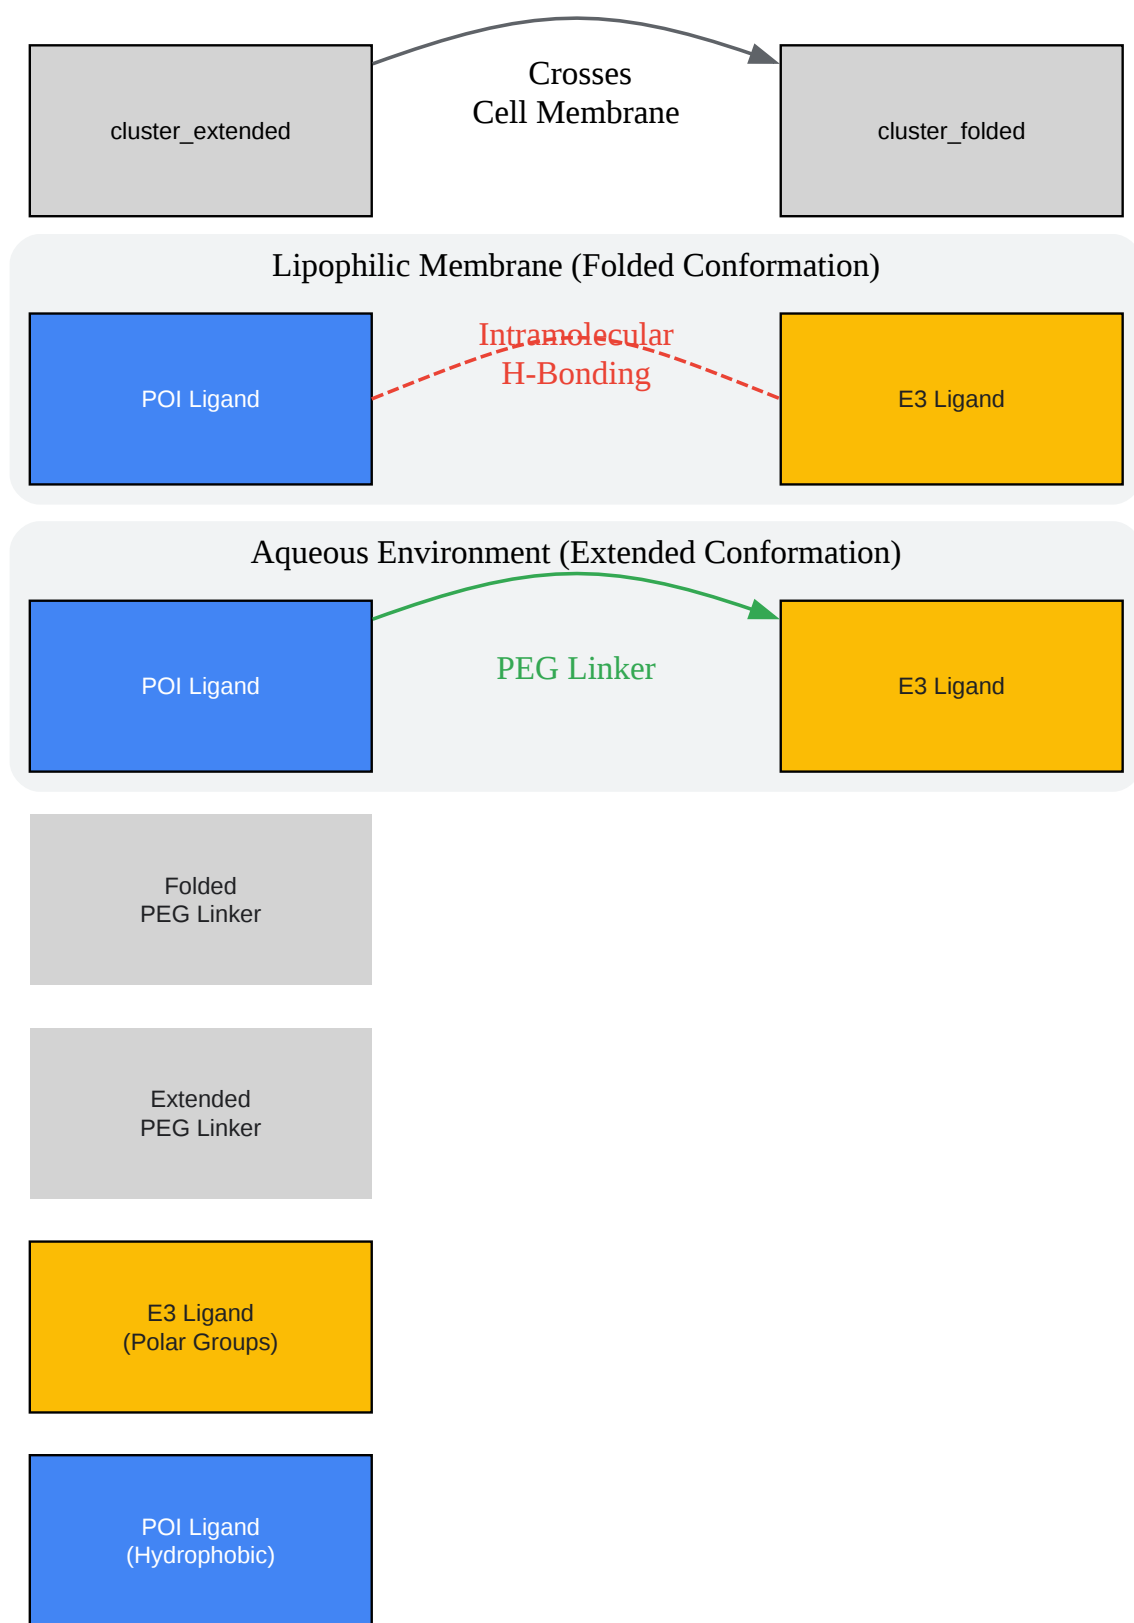 Crosses
Cell Membrane
cluster_extended
cluster_folded
Lipophilic Membrane (Folded Conformation)
Intramolecular
H-Bonding
POI Ligand
E3 Ligand
Aqueous Environment (Extended Conformation)
PEG Linker
POI Ligand
E3 Ligand
Folded
PEG Linker
Extended
PEG Linker
E3 Ligand
(Polar Groups)
POI Ligand
(Hydrophobic)